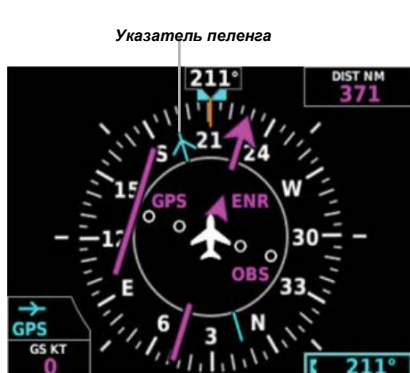 Указатель пеленга
211°
DIST NM
371
S 21 24
15 W
GPS ENR
12 30
OBS
E 33
6 3 N
GPS
GS KT
0
211°